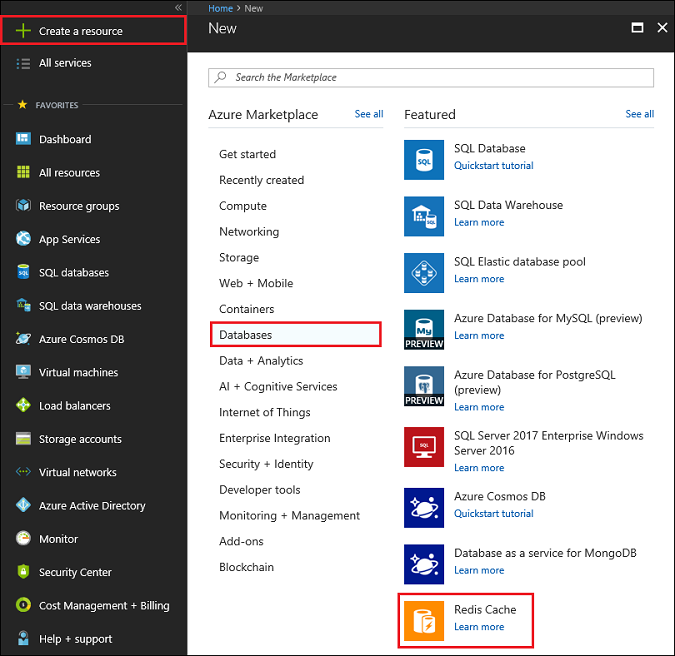 Create a resource
All services
FAVORITES
Dashboard
All resources
Resource groups
App Services
SQL databases
SQL data warehouses
Azure Cosmos DB
Virtual machines
Load balancers
Storage accounts
Virtual networks
Azure Active Directory
Monitor
Security Center
Cost Management + Billing
Help + support
Home > New
New
Search the Marketplace
Azure Marketplace
See all
Get started
Recently created
Compute
Networking
Storage
Web + Mobile
Containers
Databases
Data + Analytics
AI + Cognitive Services
Internet of Things
Enterprise Integration
Security + Identity
Developer tools
Monitoring + Management
Add-ons
Blockchain
Featured
See all
SQL
SQL Database
Quickstart tutorial
SQL Data Warehouse
Learn more
SQL Elastic database pool
Learn more
My
PREVIEW
Azure Database for MySQL (preview)
Learn more
PREVIEW
Azure Database for PostgreSQL
(preview)
Learn more
SQL
SQL Server 2017 Enterprise Windows
Server 2016
Learn more
Azure Cosmos DB
Quickstart tutorial
Database as a service for MongoDB
Learn more
Redis Cache
Learn more